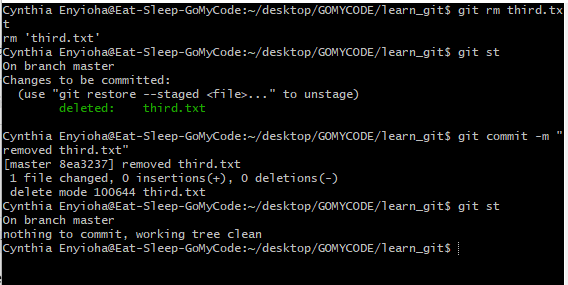 Cynthia Enyioha@Eat-Sleep-GoMyCode:~/desktop/GOMYCODE/learn_git$ git rm third.tx
t
rm 'third.txt'
Cynthia Enyioha@Eat-Sleep-GoMyCode:~/desktop/GOMYCODE/learn_git$ git st
On branch master
Changes to be committed:
  (use "git restore --staged <file>..." to unstage)
        deleted:    third.txt

Cynthia Enyioha@Eat-Sleep-GoMyCode:~/desktop/GOMYCODE/learn_git$ git commit -m "
removed third.txt"
[master 8ea3237] removed third.txt
 1 file changed, 0 insertions(+), 0 deletions(-)
 delete mode 100644 third.txt
Cynthia Enyioha@Eat-Sleep-GoMyCode:~/desktop/GOMYCODE/learn_git$ git st
On branch master
nothing to commit, working tree clean
Cynthia Enyioha@Eat-Sleep-GoMyCode:~/desktop/GOMYCODE/learn_git$